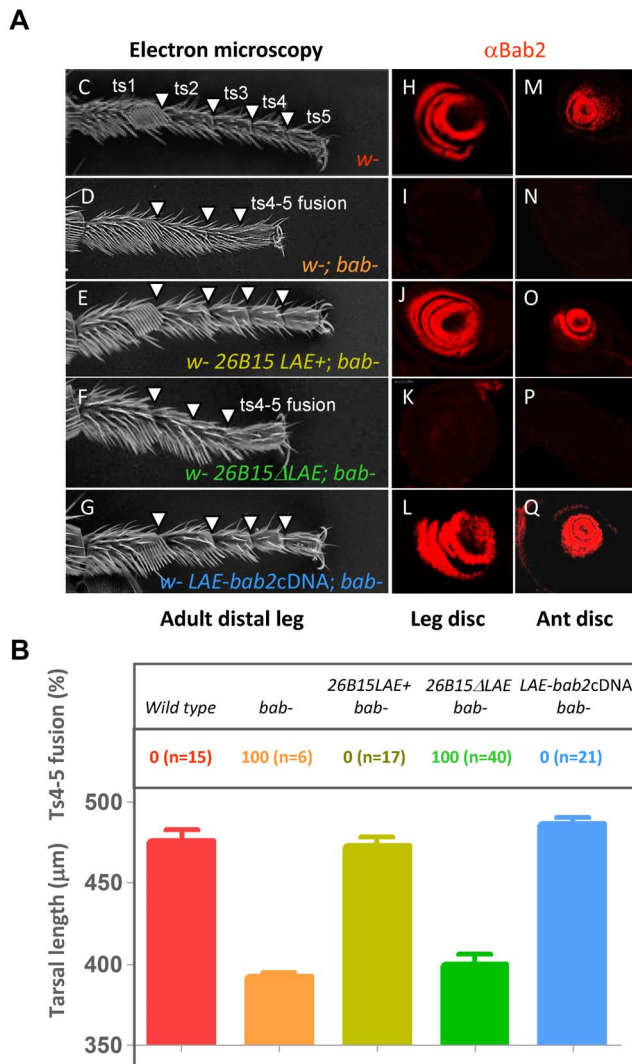 A
Electron microscopy
αBab2
C ts1 ts2 ts3 ts4 ts5
w-
H
M
D ts4-5 fusion
w-; bab-
I
N
E
w- 26B15 LAE+; bab-
J
O
F ts4-5 fusion
w- 26B15ΔLAE; bab-
K
P
G
w- LAE-bab2cDNA; bab-
L
Q
Adult distal leg
Leg disc
Ant disc
B
Ts4-5 fusion (%)
Wild type
bab-
26B15LAE+
bab-
26B15ΔLAE
bab-
LAE-bab2cDNA
bab-
0 (n=15)
100 (n=6)
0 (n=17)
100 (n=40)
0 (n=21)
Tarsal length (µm)
500
450
400
350